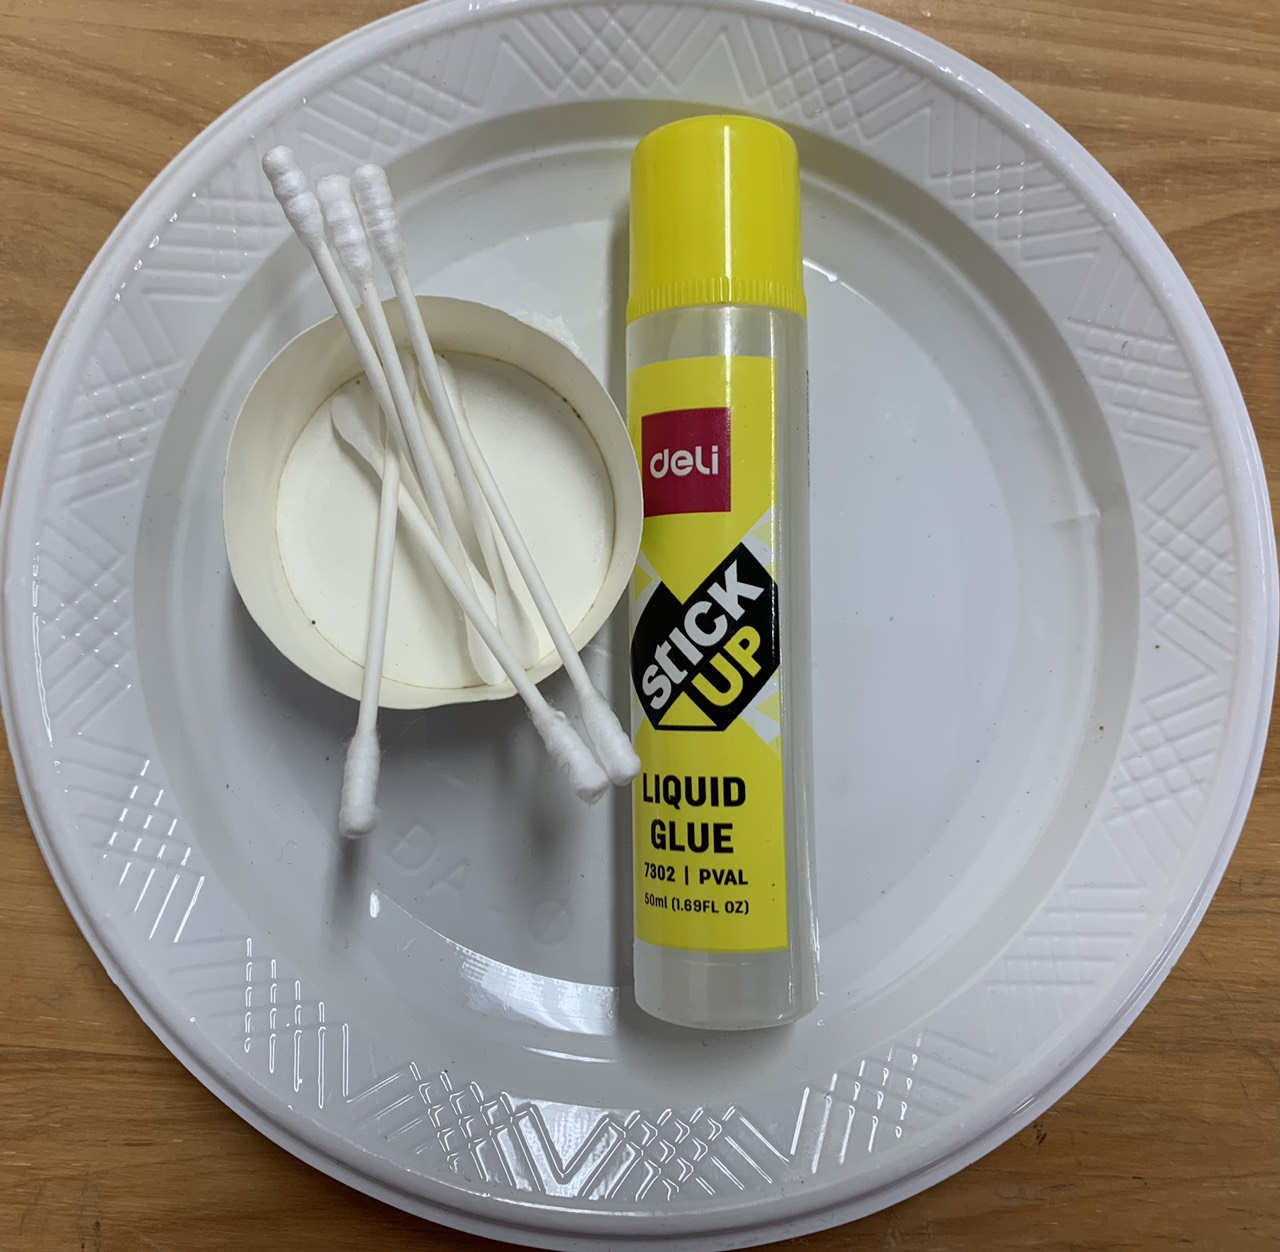 deli
STICK
UP
LIQUID
GLUE
7302 | PVAL
50ml (1.69FL OZ)